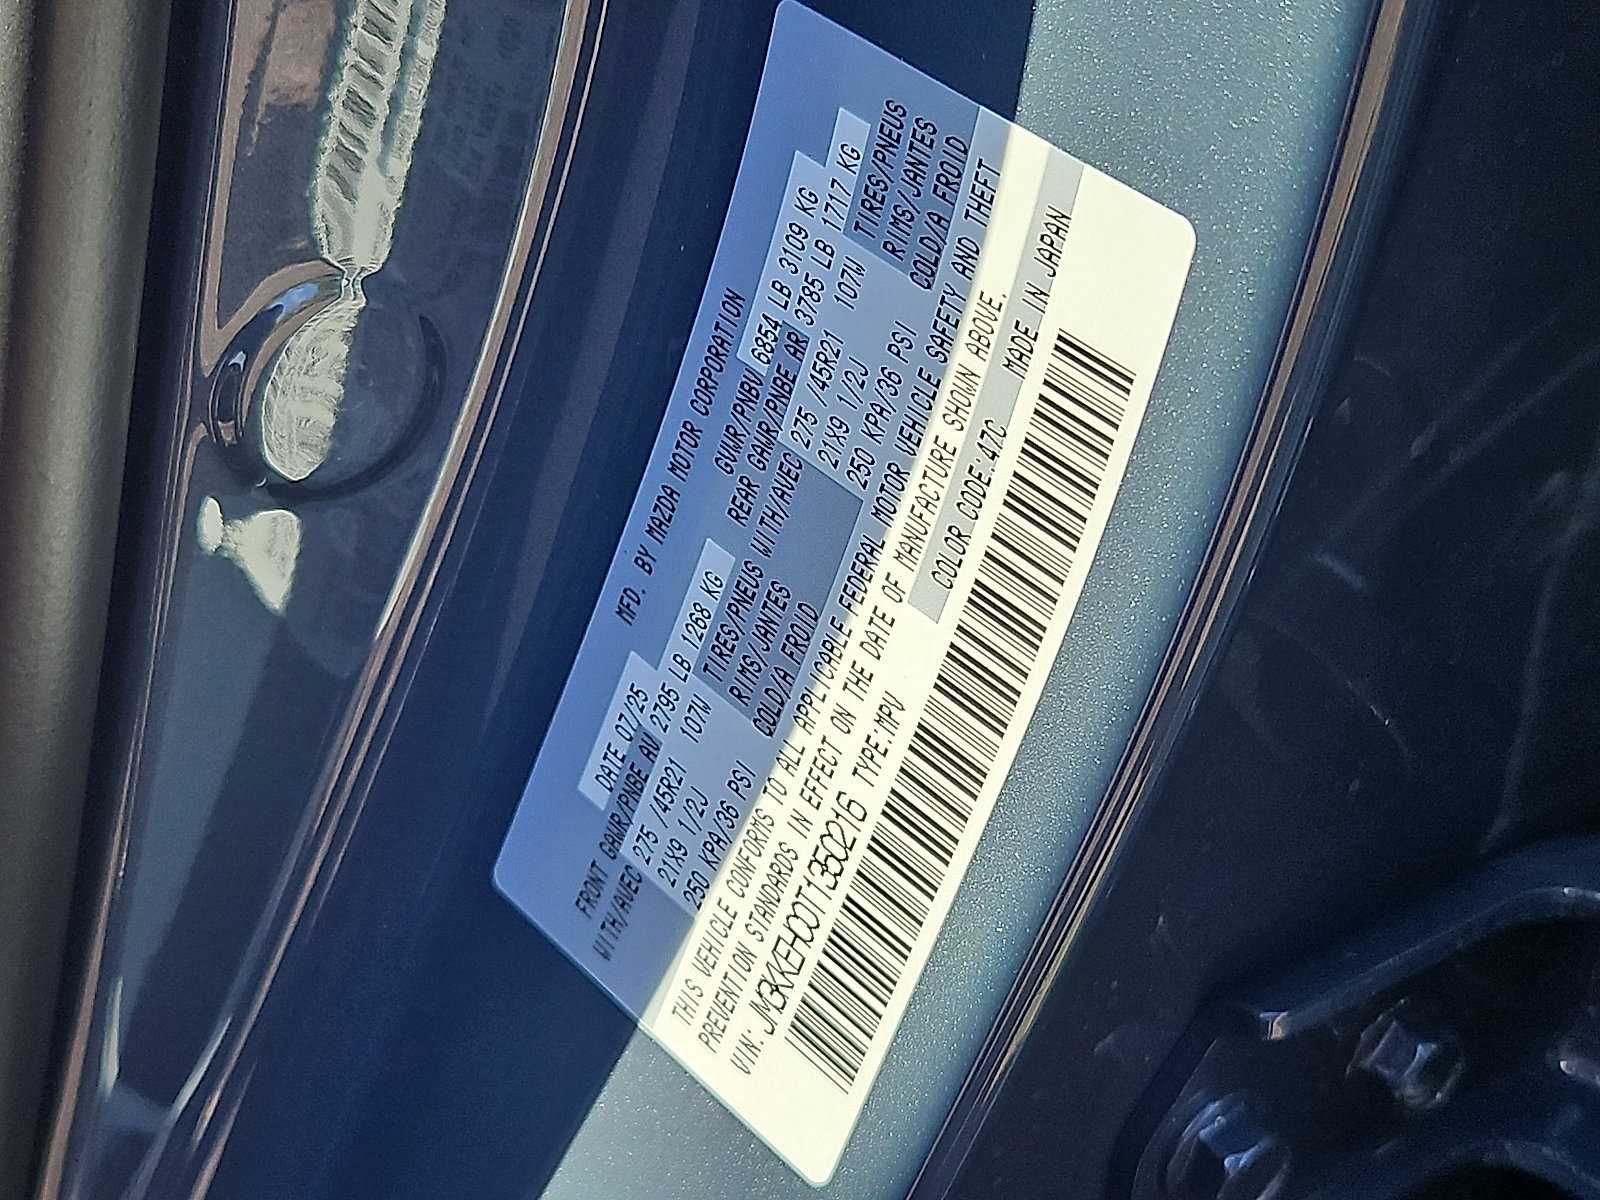 MFD. BY MAZDA MOTOR CORPORATION
DATE 07/25 GVWR/PNBV 6854 LB 3109 KG
FRONT GAWR/PNBE AV 2795 LB 1268 KG REAR GAWR/PNBE AR 3785 LB 1717 KG
WITH/AVEC 275 /45R21 107W TIRES/PNEUS WITH/AVEC 275 /45R21 107W TIRES/PNEUS
21X9 1/2J RIMS/JANTES 21X9 1/2J RIMS/JANTES
250 KPA/36 PSI COLD/A FROID 250 KPA/36 PSI COLD/A FROID
THIS VEHICLE CONFORMS TO ALL APPLICABLE FEDERAL MOTOR VEHICLE SAFETY AND THEFT
PREVENTION STANDARDS IN EFFECT ON THE DATE OF MANUFACTURE SHOWN ABOVE.
VIN: JM3KKEHC0T1350216 TYPE:MPV COLOR CODE:47C MADE IN JAPAN